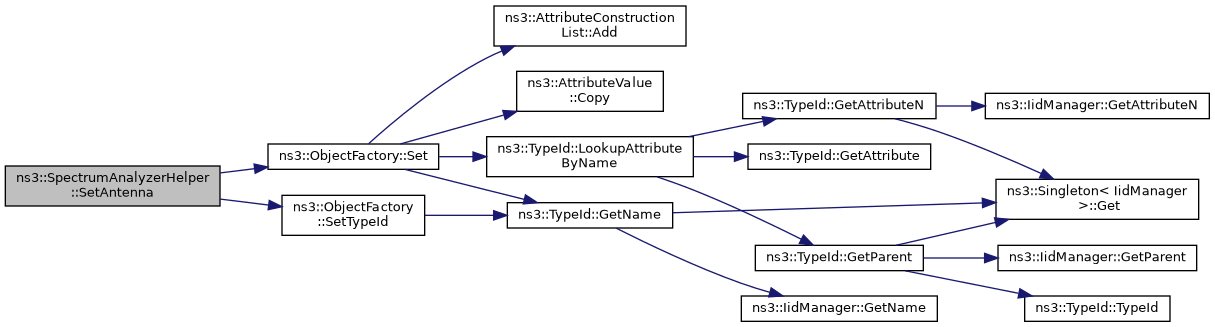 ns3::AttributeConstruction
List::Add
ns3::AttributeValue
::Copy
ns3::TypeId::GetAttributeN
ns3::IidManager::GetAttributeN
ns3::ObjectFactory::Set
ns3::TypeId::LookupAttribute
ByName
ns3::TypeId::GetAttribute
ns3::SpectrumAnalyzerHelper
::SetAntenna
ns3::Singleton< IidManager
>::Get
ns3::ObjectFactory
::SetTypeId
ns3::TypeId::GetName
ns3::TypeId::GetParent
ns3::IidManager::GetParent
ns3::IidManager::GetName
ns3::TypeId::TypeId